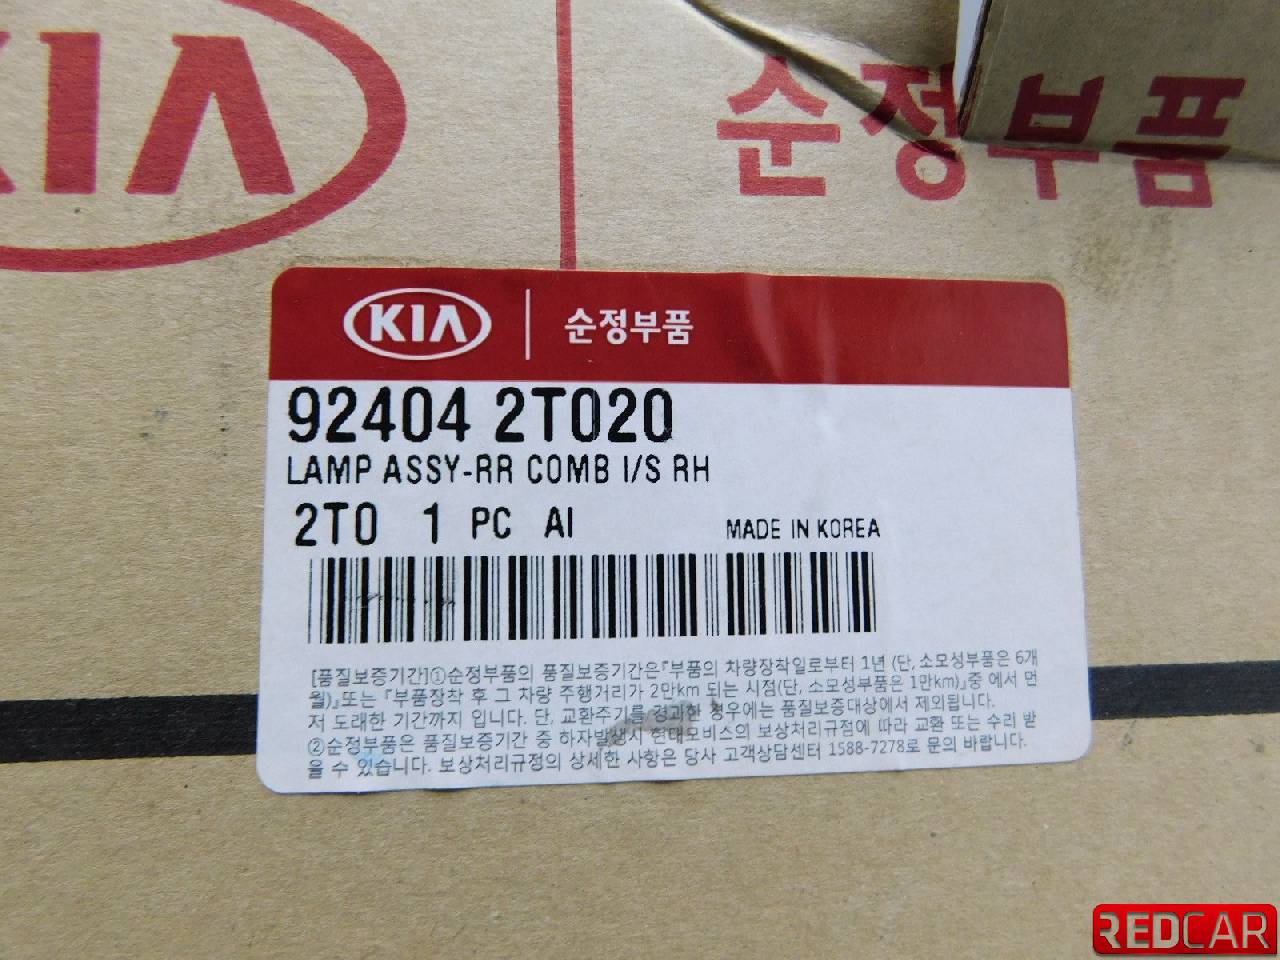 KIA
순정부품
KIA 순정부품
92404 2T020
LAMP ASSY-RR COMB I/S RH
2T0 1 PC AI
MADE IN KOREA
[품질보증기간]①순정부품의 품질보증기간은『부품의 차량장착일로부터 1년 (단, 소모성부품은 6개
월)』또는 『부품장착 후 그 차량 주행거리가 2만km 되는 시점(단, 소모성부품은 1만km)』중 에서 먼
저 도래한 기간까지 입니다. 단, 교환주기를 경과한 경우에는 품질보증대상에서 제외됩니다.
②순정부품은 품질보증기간 중 하자발생시 현대모비스의 보상처리규정에 따라 교환 또는 수리 받
을 수 있습니다. 보상처리규정의 상세한 사항은 당사 고객상담센터 1588-7278로 문의 바랍니다.
REDCAR